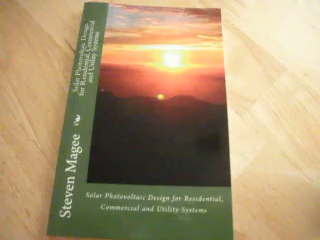 Solar Photovoltaic Design
for Residential, Commercial
and Utility Systems
Steven Magee
Solar Photovoltaic Design for Residential,
Commercial and Utility Systems